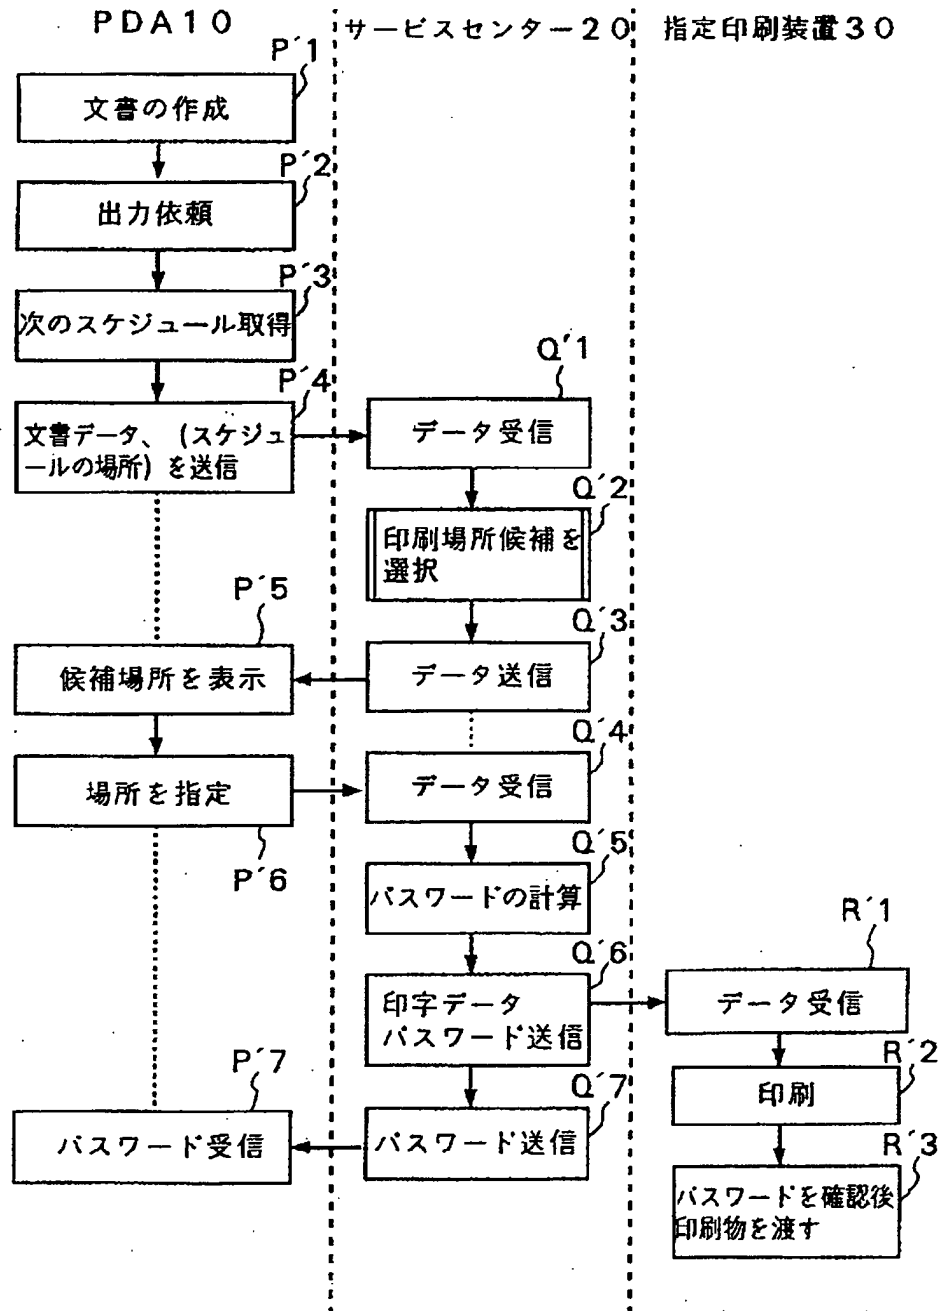 PDA10
サービスセンター20
指定印刷装置30
P´1
文書の作成
P´2
出力依頼
P´3
次のスケジュール取得
P´4
文書データ、(スケジュ
ールの場所)を送信
Q´1
データ受信
Q´2
印刷場所候補を
選択
Q´3
データ送信
P´5
候補場所を表示
Q´4
データ受信
場所を指定
P´6
Q´5
パスワードの計算
Q´6
印字データ
パスワード送信
R´1
データ受信
R´2
印刷
Q´7
パスワード送信
P´7
パスワード受信
R´3
パスワードを確認後
印刷物を渡す